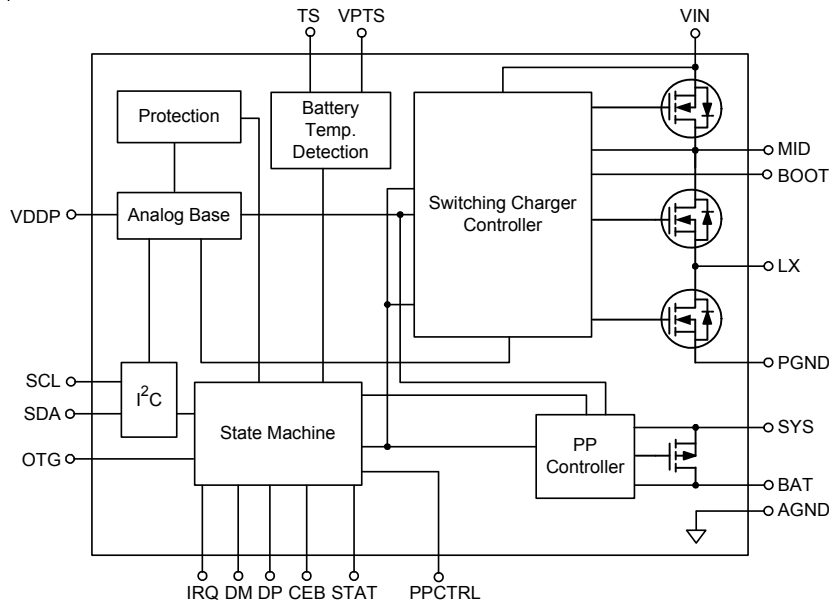 TS VPTS VIN
Protection
Battery
Temp.
Detection
MID
BOOT
VDDP
Analog Base
Switching Charger
Controller
LX
PGND
SCL
SDA
I²C
OTG
State Machine
PP
Controller
SYS
BAT
AGND
IRQ DM DP CEB STAT PPCTRL